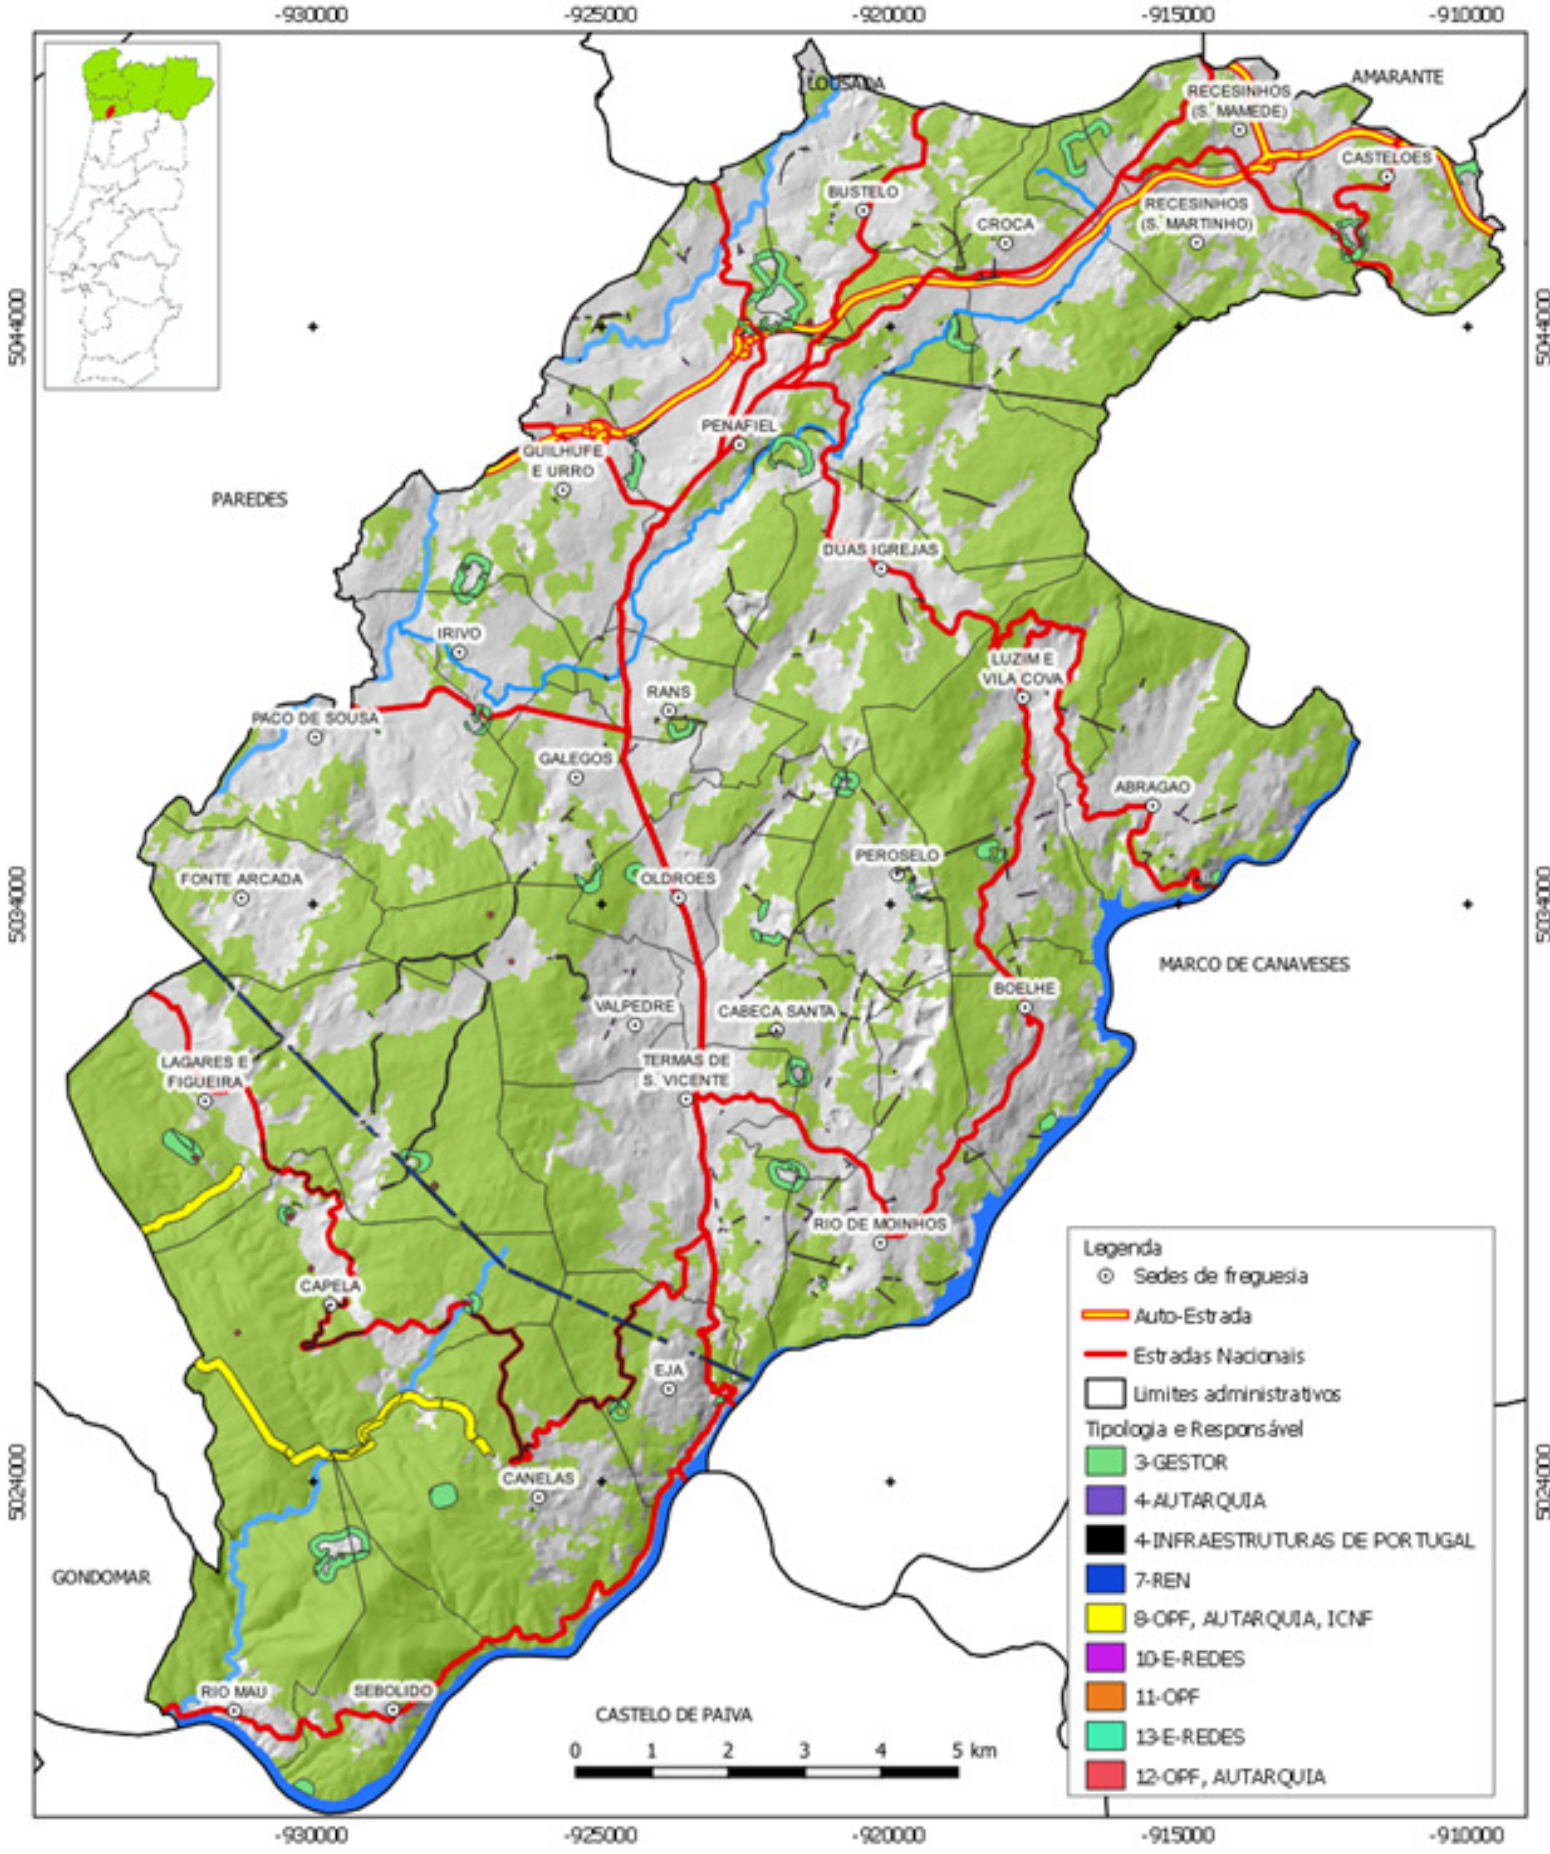 -930000
-925000
-920000
-915000
-910000
AMARANTE
LOUSADA
RECESINHOS
(S. MAMEDE)
CASTELOES
BUSTELO
RECESINHOS
(S. MARTINHO)
CROCA
5044000
5044000
PENAFIEL
GUILHUFE
E URRO
PAREDES
DUAS IGREJAS
IRIVO
LUZIM E
VILA COVA
RANS
PACO DE SOUSA
GALEGOS
ABRAGAO
PEROSELO
FONTE ARCADA
OLDROES
5034000
5034000
MARCO DE CANAVESES
BOELHE
VALPEDRE
CABECA SANTA
LAGARES E
FIGUEIRA
TERMAS DE
S. VICENTE
RIO DE MOINHOS
CAPELA
EJA
CANELAS
5024000
5024000
GONDOMAR
RIO MAU
SEBOLIDO
CASTELO DE PAIVA
0 1 2 3 4 5 km
Legenda
Sedes de freguesia
Auto-Estrada
Estradas Nacionais
Limites administrativos
Tipologia e Responsável
3-GESTOR
4-AUTARQUIA
4-INFRAESTRUTURAS DE PORTUGAL
7-REN
8-OPF, AUTARQUIA, ICNF
10-E-REDES
11-OPF
13-E-REDES
12-OPF, AUTARQUIA
-930000
-925000
-920000
-915000
-910000